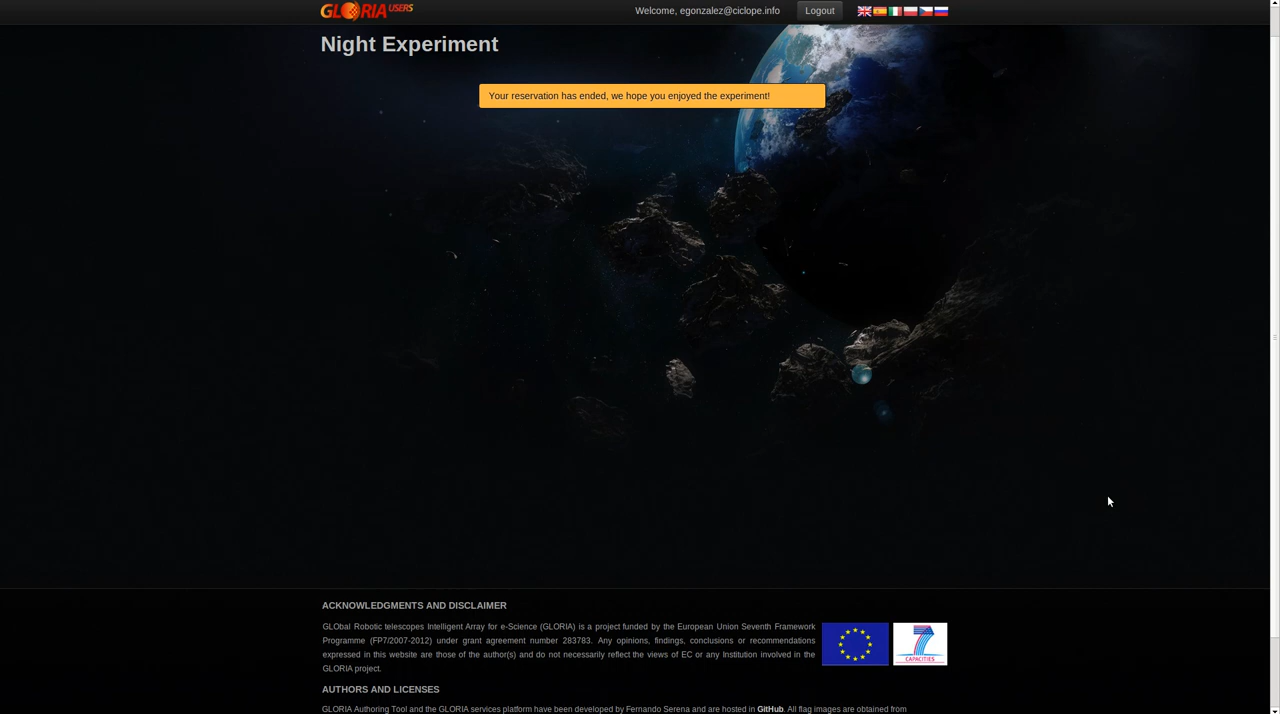 GLORIA USERS
Welcome, egonzalez@ciclope.info
Logout
Night Experiment
Your reservation has ended, we hope you enjoyed the experiment!
ACKNOWLEDGMENTS AND DISCLAIMER
GLObal Robotic telescopes Intelligent Array for e-Science (GLORIA) is a project funded by the European Union Seventh Framework
Programme (FP7/2007-2012) under grant agreement number 283783. Any opinions, findings, conclusions or recommendations
expressed in this website are those of the author(s) and do not necessarily reflect the views of EC or any Institution involved in the
GLORIA project.
7
CAPACITIES
AUTHORS AND LICENSES
GLORIA Authoring Tool and the GLORIA services platform have been developed by Fernando Serena and are hosted in GitHub. All flag images are obtained from